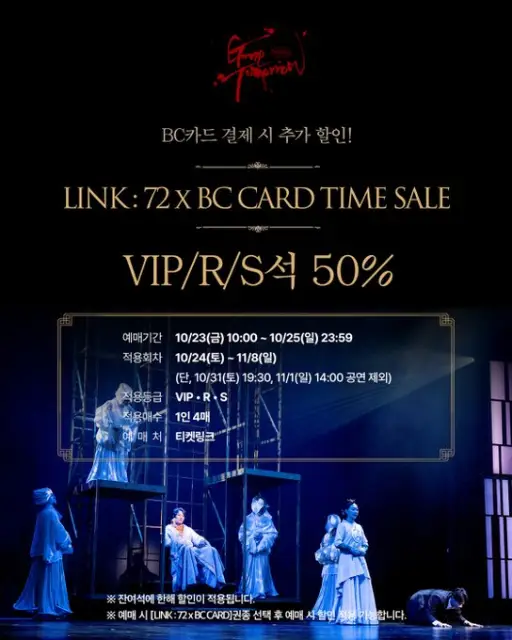 BC카드 결제 시 추가 할인!
LINK : 72 X BC CARD TIME SALE
VIP/R/S석 50%
예매기간 10/23(금) 10:00 ~ 10/25(일) 23:59
적용회차 10/24(토) ~ 11/8(일)
(단, 10/31(토) 19:30, 11/1(일) 14:00 공연 제외)
적용등급 VIP • R • S
적용매수 1인 4매
예 매 처 티켓링크
※ 잔여석에 한해 할인이 적용됩니다.
※ 예매 시 [LINK : 72 x BC CARD]권종 선택 후 예매 시 할인 적용 가능합니다.